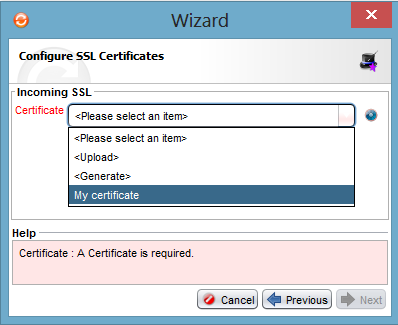 Wizard
Configure SSL Certificates
Incoming SSL
Certificate <Please select an item>
<Please select an item>
<Upload>
<Generate>
My certificate
Help
Certificate : A Certificate is required.
Cancel Previous Next